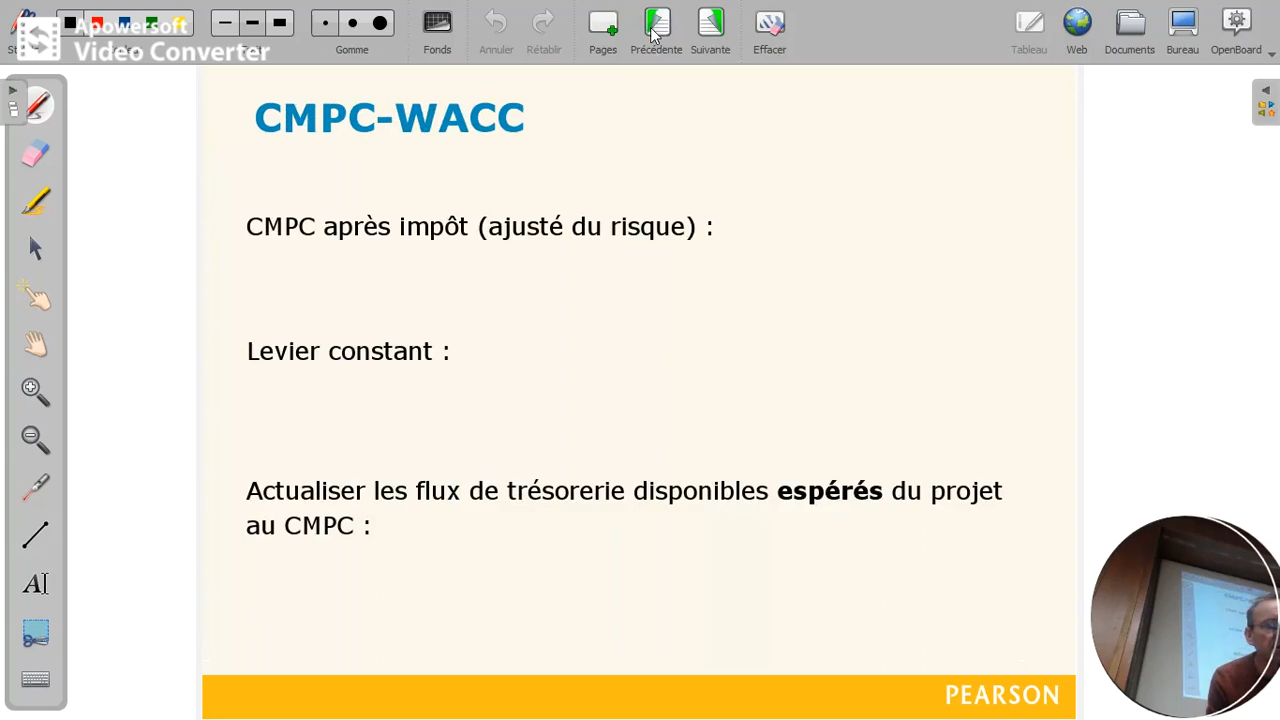 Apowersoft
Video Converter
Gomme
Fonds
Annuler
Rétablir
Pages
Précédente
Suivante
Effacer
Tableau
Web
Documents
Bureau
OpenBoard
CMPC-WACC
CMPC après impôt (ajusté du risque) :
Levier constant :
Actualiser les flux de trésorerie disponibles espérés du projet
au CMPC :
PEARSON